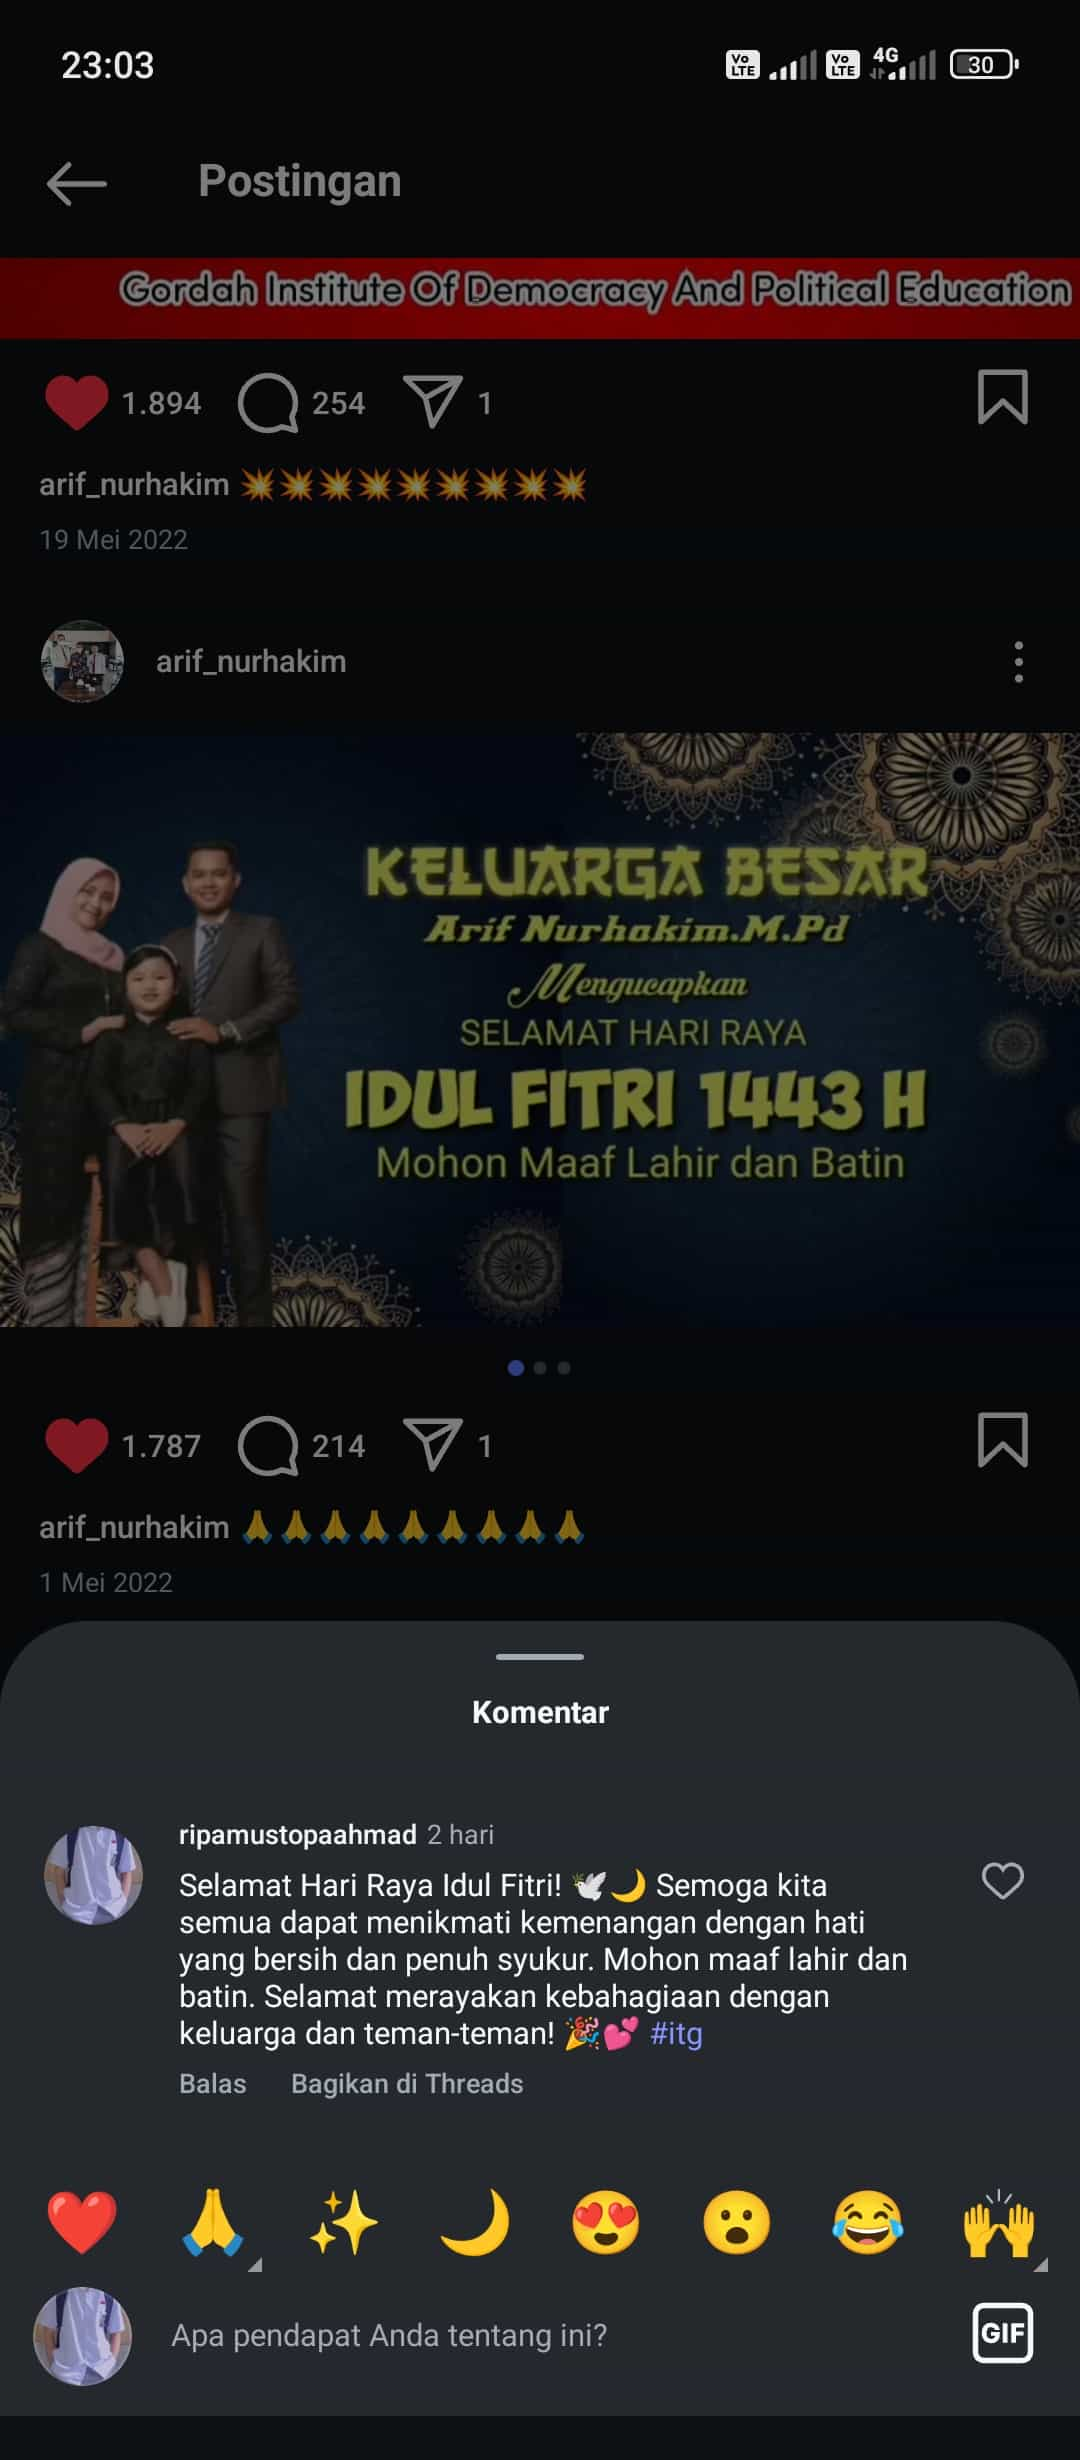 23:03
Vo LTE
Vo LTE
4G
30
Postingan
Gordah Institute Of Democracy And Political Education
1.894
254
1
arif_nurhakim 💥💥💥💥💥💥💥💥💥
19 Mei 2022
arif_nurhakim
KELUARGA BESAR
Arif Nurhakim.M.Pd
Mengucapkan
SELAMAT HARI RAYA
IDUL FITRI 1443 H
Mohon Maaf Lahir dan Batin
1.787
214
1
arif_nurhakim 🙏🙏🙏🙏🙏🙏🙏🙏🙏
1 Mei 2022
Komentar
ripamustopaahmad 2 hari
Selamat Hari Raya Idul Fitri! 🕊️🌙 Semoga kita
semua dapat menikmati kemenangan dengan hati
yang bersih dan penuh syukur. Mohon maaf lahir dan
batin. Selamat merayakan kebahagiaan dengan
keluarga dan teman-teman! 🎉💕 #itg
Balas Bagikan di Threads
❤️ 🙏 ✨ 🌙 😍 😮 😂 🙌
Apa pendapat Anda tentang ini?
GIF